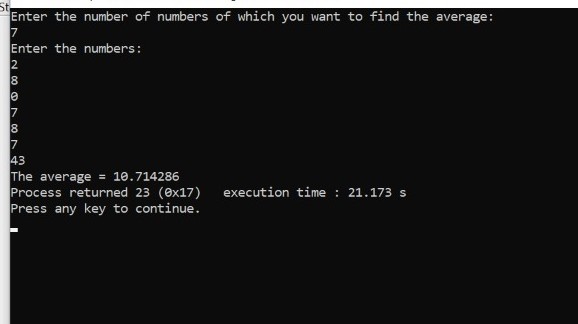 St
Enter the number of numbers of which you want to find the average:
7
Enter the numbers:
2
8
0
7
8
7
43
The average = 10.714286
Process returned 23 (0x17)   execution time : 21.173 s
Press any key to continue.